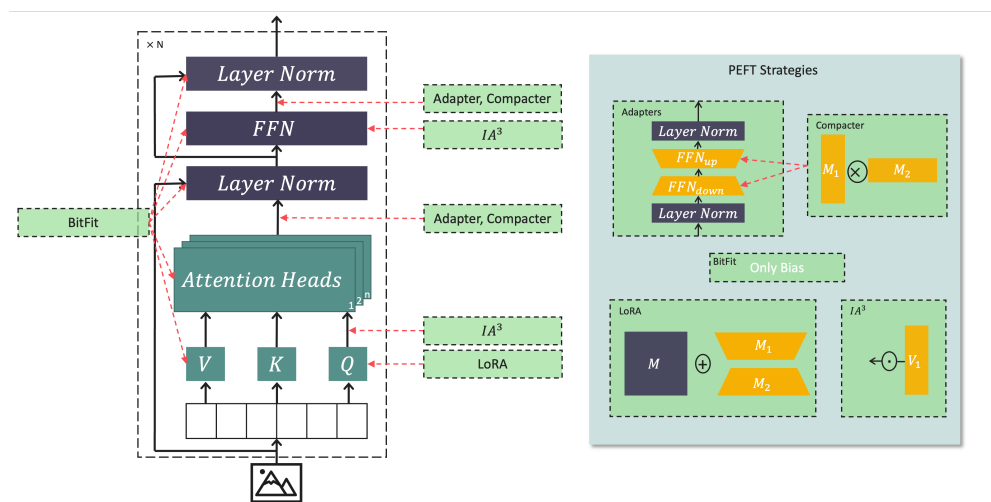 × N
Layer Norm
FFN
Layer Norm
Attention Heads
1 2 n
V K Q
BitFit
Adapter, Compacter
IA³
Adapter, Compacter
IA³
LoRA
PEFT Strategies
Adapters
Layer Norm
FFN_up
FFN_down
Layer Norm
Compacter
M₁ × M₂
BitFit
Only Bias
LoRA
M + M₁
M₂
IA³
V₁